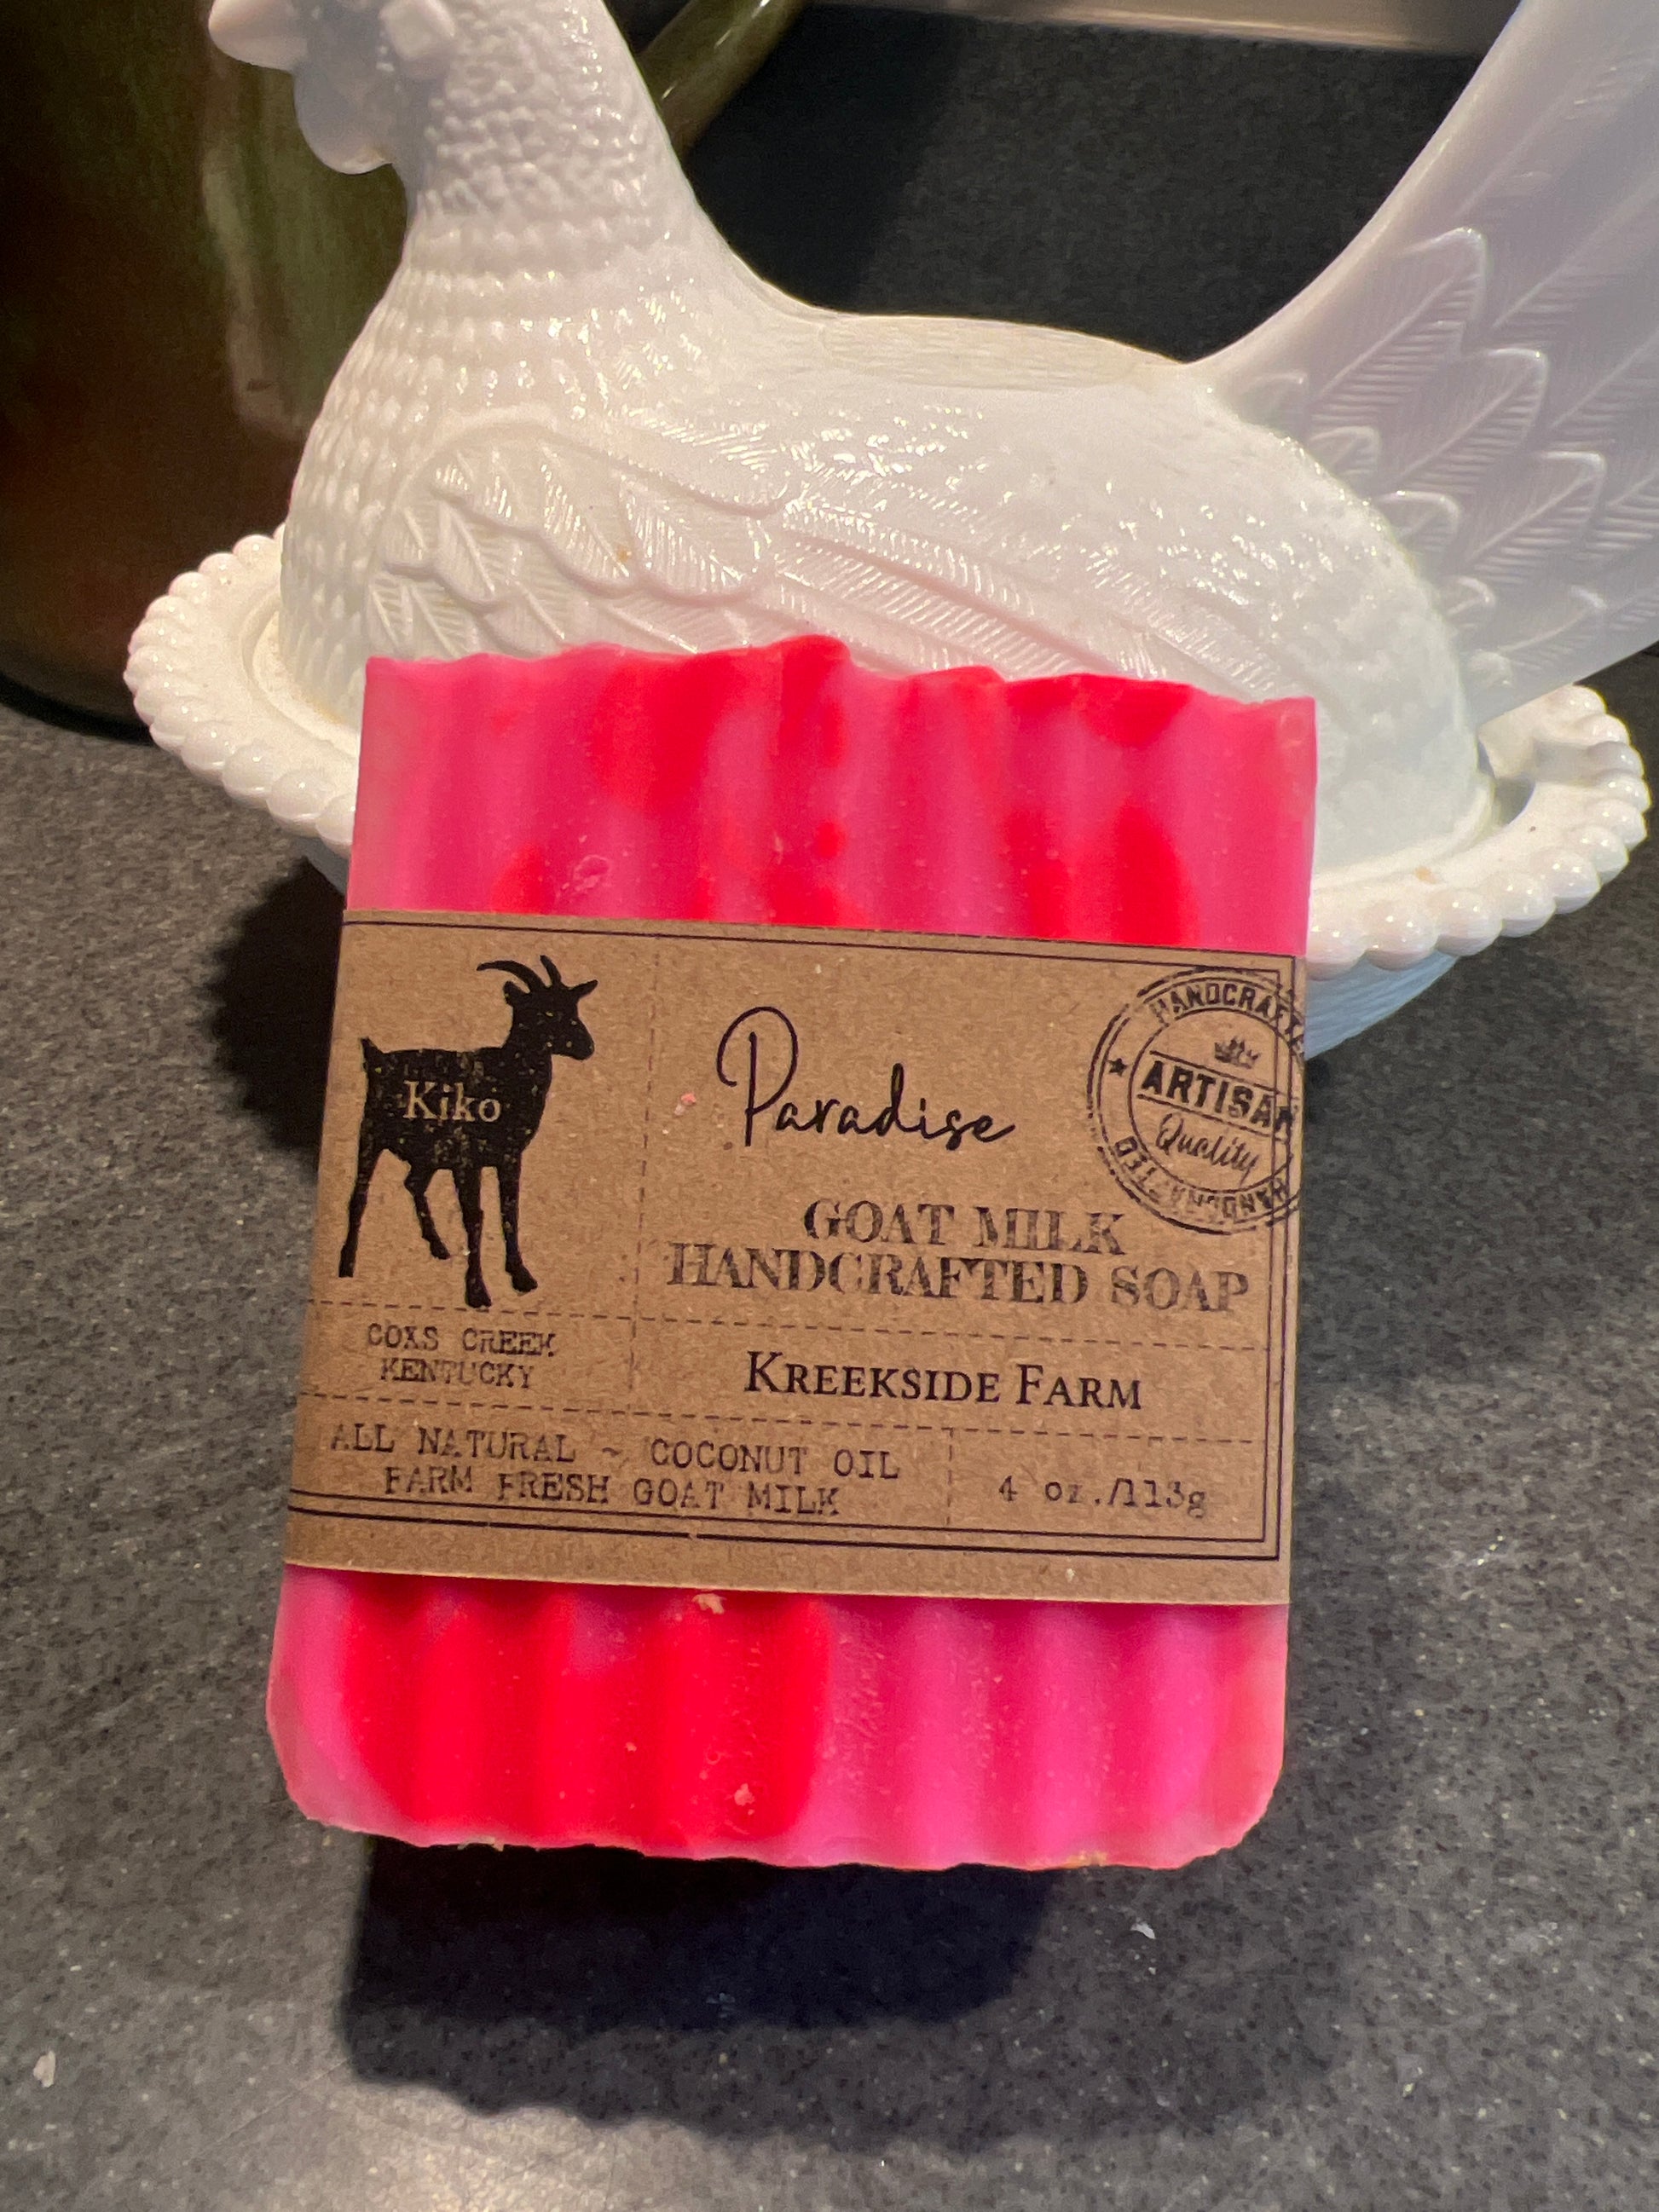 Kiko
Paradise
HANDCRAFTED
ARTISAN
Quality
HANDCRAFTED
GOAT MILK
HANDCRAFTED SOAP
COXS CREEK
KENTUCKY
KREEKSIDE FARM
ALL NATURAL ~ COCONUT OIL
FARM FRESH GOAT MILK
4 oz./113g